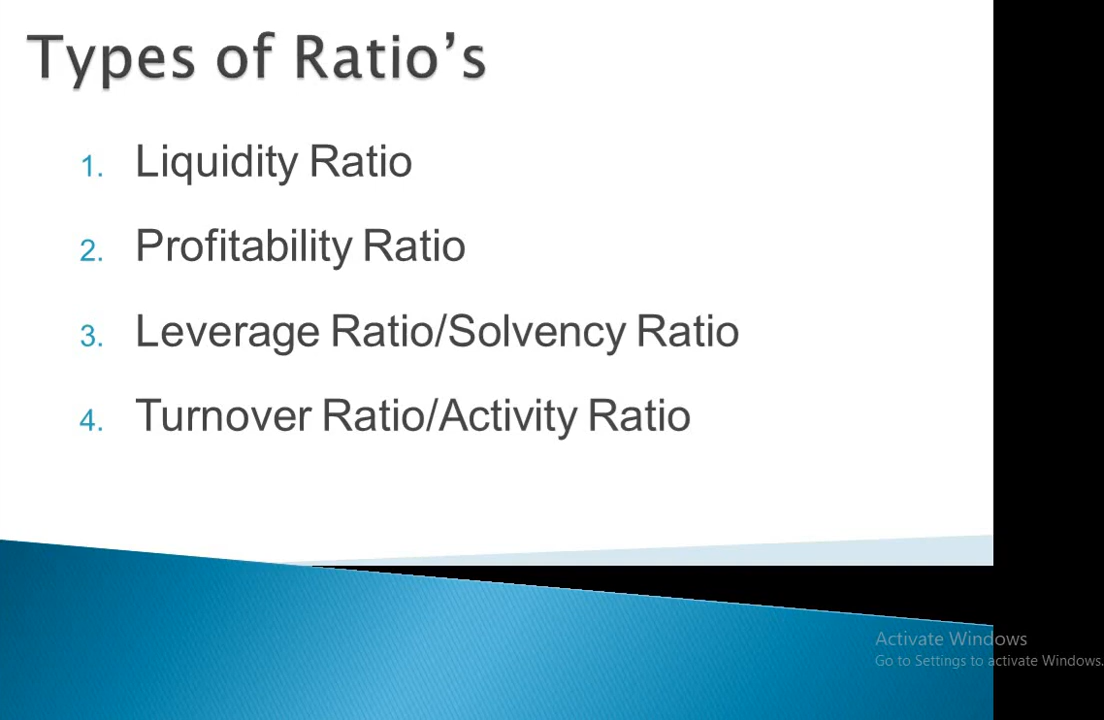 Types of Ratio’s
1. Liquidity Ratio
2. Profitability Ratio
3. Leverage Ratio/Solvency Ratio
4. Turnover Ratio/Activity Ratio
Activate Windows
Go to Settings to activate Windows.